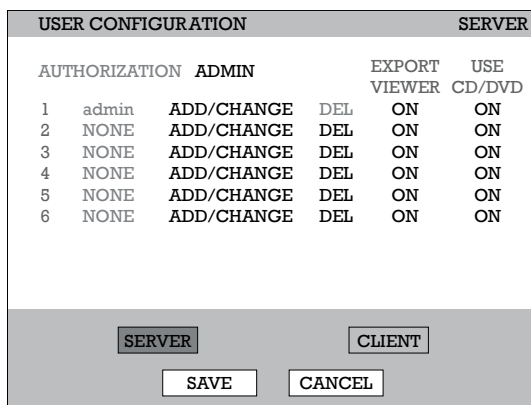 USER CONFIGURATION SERVER
AUTHORIZATION ADMIN EXPORT VIEWER USE CD/DVD
1 admin ADD/CHANGE DEL ON ON
2 NONE ADD/CHANGE DEL ON ON
3 NONE ADD/CHANGE DEL ON ON
4 NONE ADD/CHANGE DEL ON ON
5 NONE ADD/CHANGE DEL ON ON
6 NONE ADD/CHANGE DEL ON ON
SERVER CLIENT
SAVE CANCEL